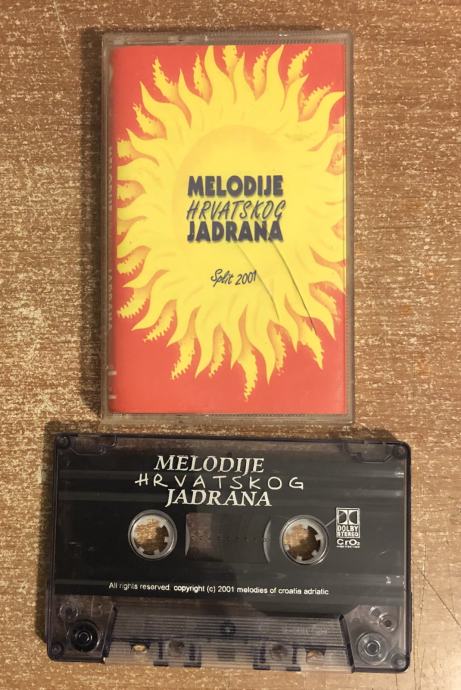 MELODIJE
HRVATSKOG
JADRANA
Split 2001
MELODIJE
HRVATSKOG
JADRANA
DOLBY
STEREO
CrO2
All rights reserved. copyright (c) 2001 melodies of croatia adriatic